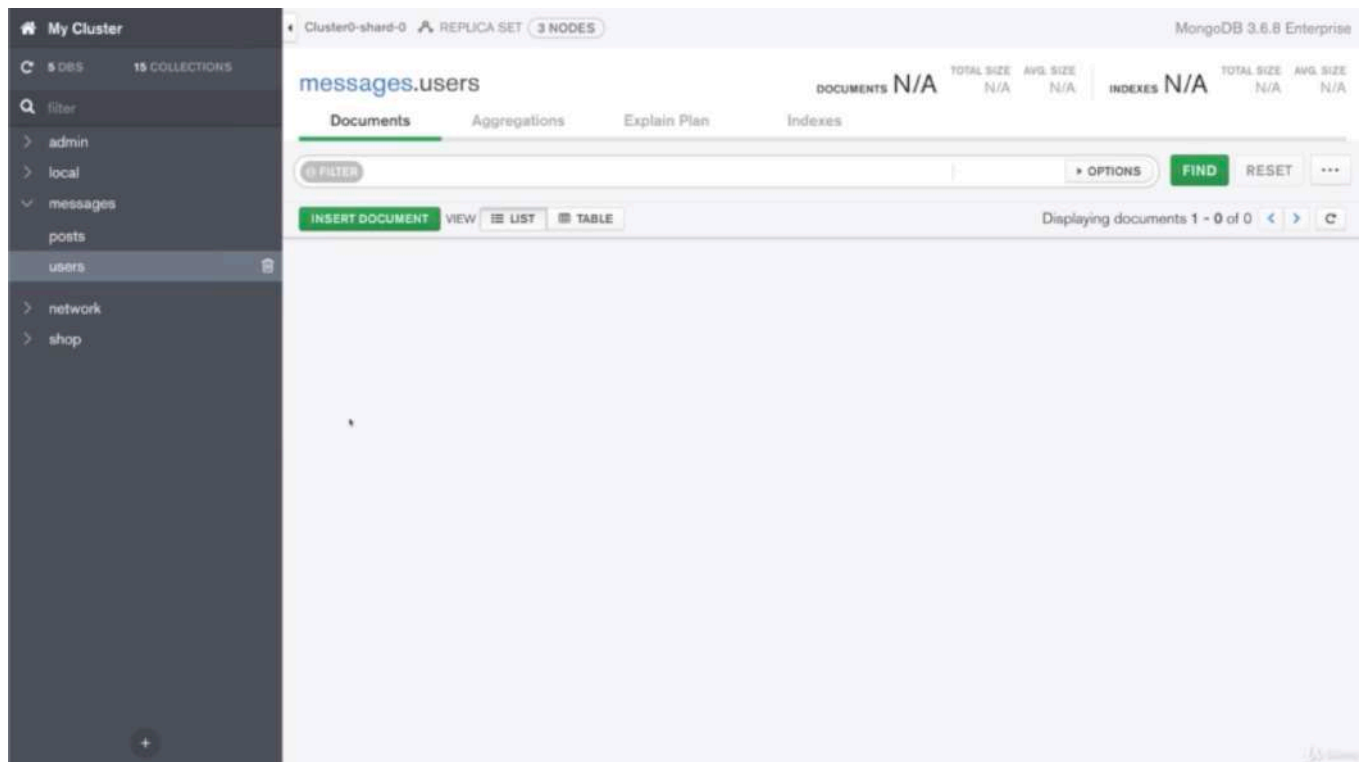 My Cluster
Cluster0-shard-0 REPLICA SET 3 NODES
MongoDB 3.6.8 Enterprise
5 DBS 15 COLLECTIONS
filter
admin
local
messages
posts
users
network
shop
+
messages.users
DOCUMENTS N/A TOTAL SIZE N/A AVG. SIZE N/A
INDEXES N/A TOTAL SIZE N/A AVG. SIZE N/A
Documents Aggregations Explain Plan Indexes
FILTER OPTIONS FIND RESET ...
INSERT DOCUMENT VIEW LIST TABLE Displaying documents 1 - 0 of 0 < >